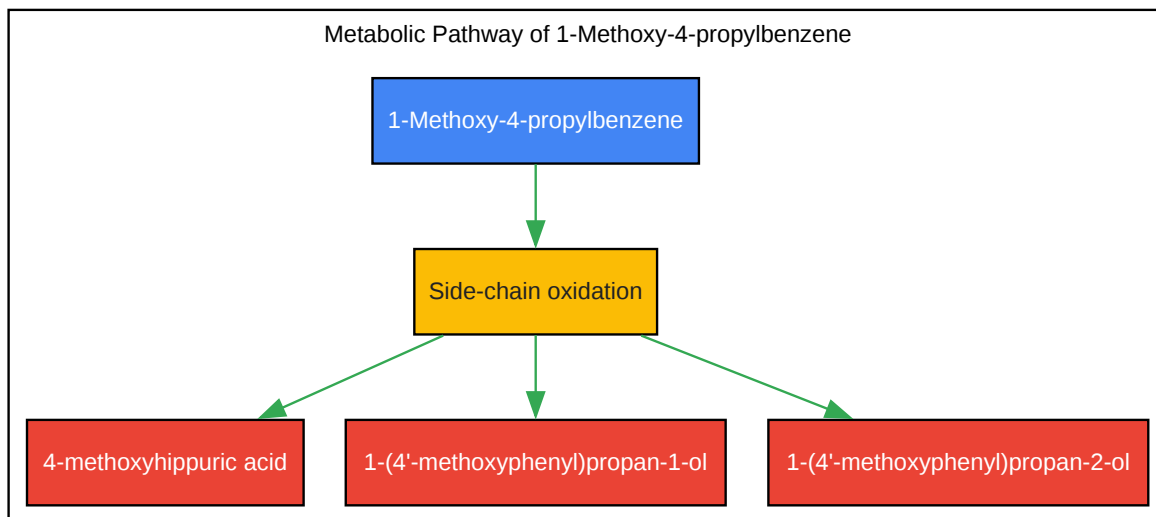 Metabolic Pathway of 1-Methoxy-4-propylbenzene
1-Methoxy-4-propylbenzene
Side-chain oxidation
4-methoxyhippuric acid
1-(4'-methoxyphenyl)propan-1-ol
1-(4'-methoxyphenyl)propan-2-ol